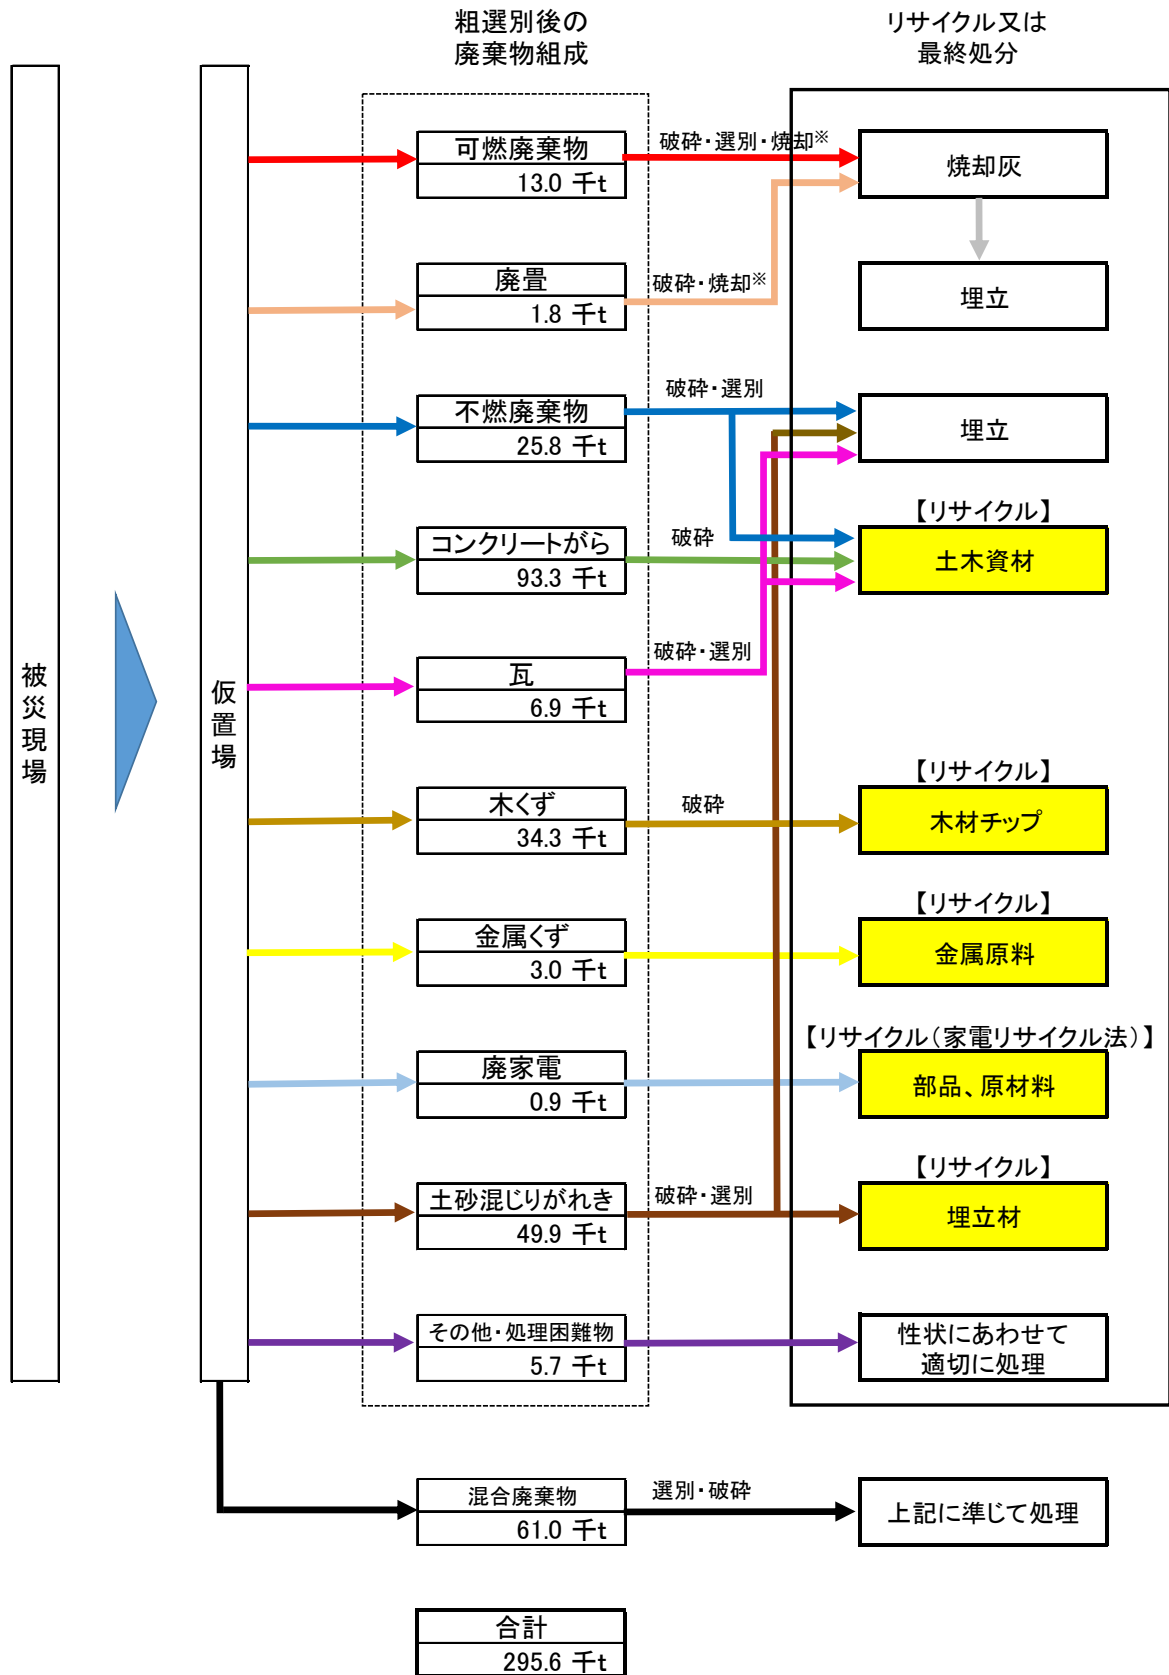 粗選別後の
廃棄物組成
リサイクル又は
最終処分
被災現場
仮置場
可燃廃棄物
13.0 千t
破砕・選別・焼却※
焼却灰
廃畳
1.8 千t
破砕・焼却※
埋立
不燃廃棄物
25.8 千t
破砕・選別
埋立
コンクリートがら
93.3 千t
破砕
【リサイクル】
土木資材
瓦
6.9 千t
破砕・選別
木くず
34.3 千t
破砕
【リサイクル】
木材チップ
金属くず
3.0 千t
【リサイクル】
金属原料
廃家電
0.9 千t
【リサイクル（家電リサイクル法）】
部品、原材料
土砂混じりがれき
49.9 千t
破砕・選別
【リサイクル】
埋立材
その他・処理困難物
5.7 千t
性状にあわせて
適切に処理
混合廃棄物
61.0 千t
選別・破砕
上記に準じて処理
合計
295.6 千t